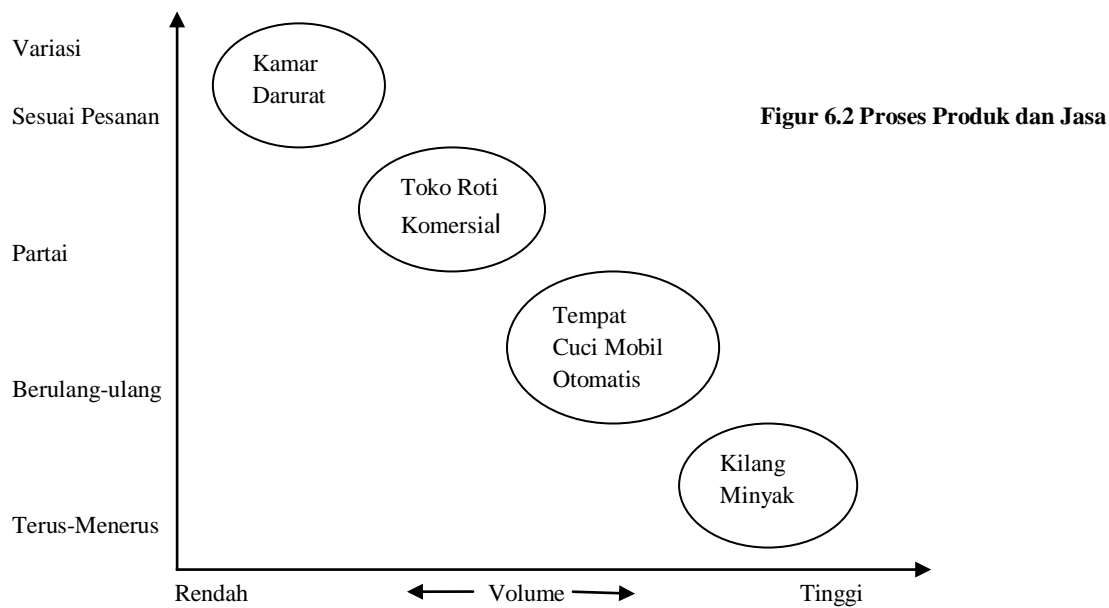 Variasi
Kamar
Darurat
Sesuai Pesanan
Figur 6.2 Proses Produk dan Jasa
Toko Roti
Komersial
Partai
Tempat
Cuci Mobil
Otomatis
Berulang-ulang
Kilang
Minyak
Terus-Menerus
Rendah
Volume
Tinggi